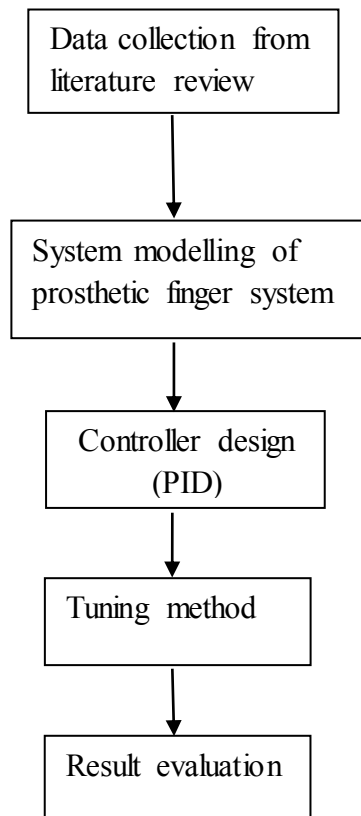 Data collection from
literature review
System modelling of
prosthetic finger system
Controller design
(PID)
Tuning method
Result evaluation